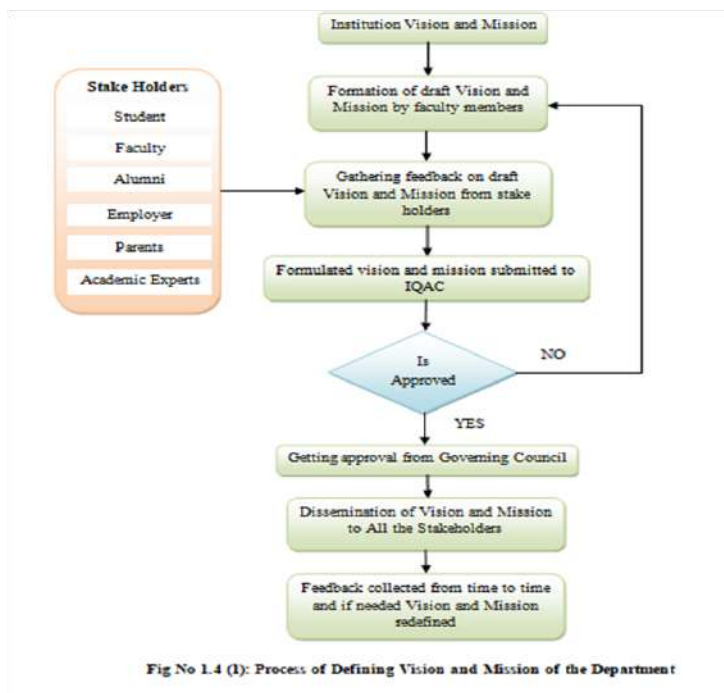 Institution Vision and Mission
Stake Holders
Student
Faculty
Alumni
Employer
Parents
Academic Experts
Formation of draft Vision and
Mission by faculty members
Gathering feedback on draft
Vision and Mission from stake
holders
Formulated vision and mission submitted to
IQAC
Is
Approved
NO
YES
Getting approval from Governing Council
Dissemination of Vision and Mission
to All the Stakeholders
Feedback collected from time to time
and if needed Vision and Mission
redefined
Fig No 1.4 (1): Process of Defining Vision and Mission of the Department